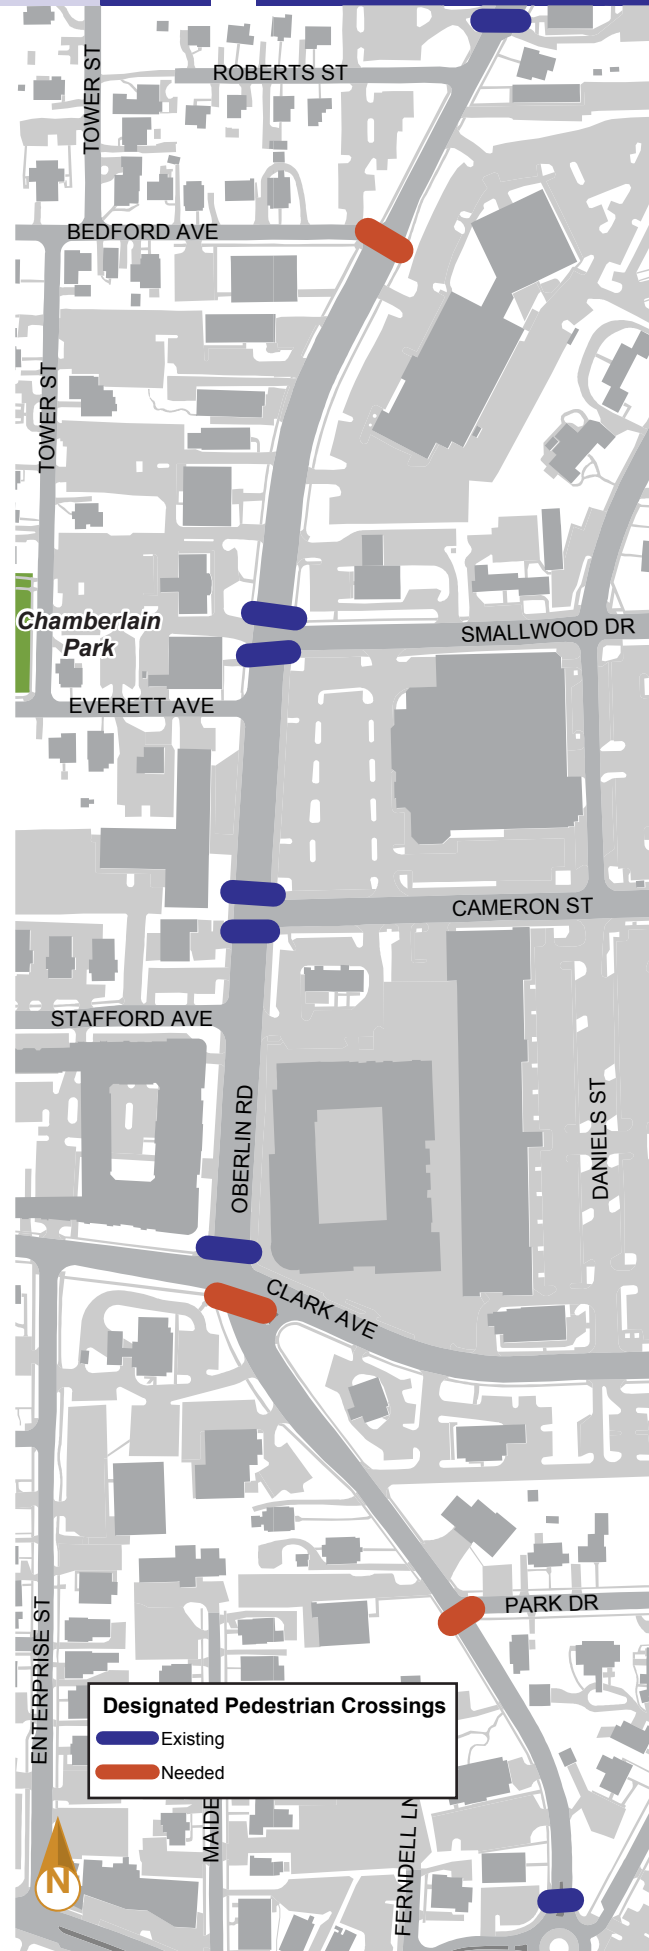 TOWER ST
ROBERTS ST
BEDFORD AVE
TOWER ST
Chamberlain
Park
SMALLWOOD DR
EVERETT AVE
CAMERON ST
STAFFORD AVE
OBERLIN RD
DANIELS ST
CLARK AVE
PARK DR
ENTERPRISE ST
Designated Pedestrian Crossings
Existing
Needed
MAIDE
FERNDELL LN
N